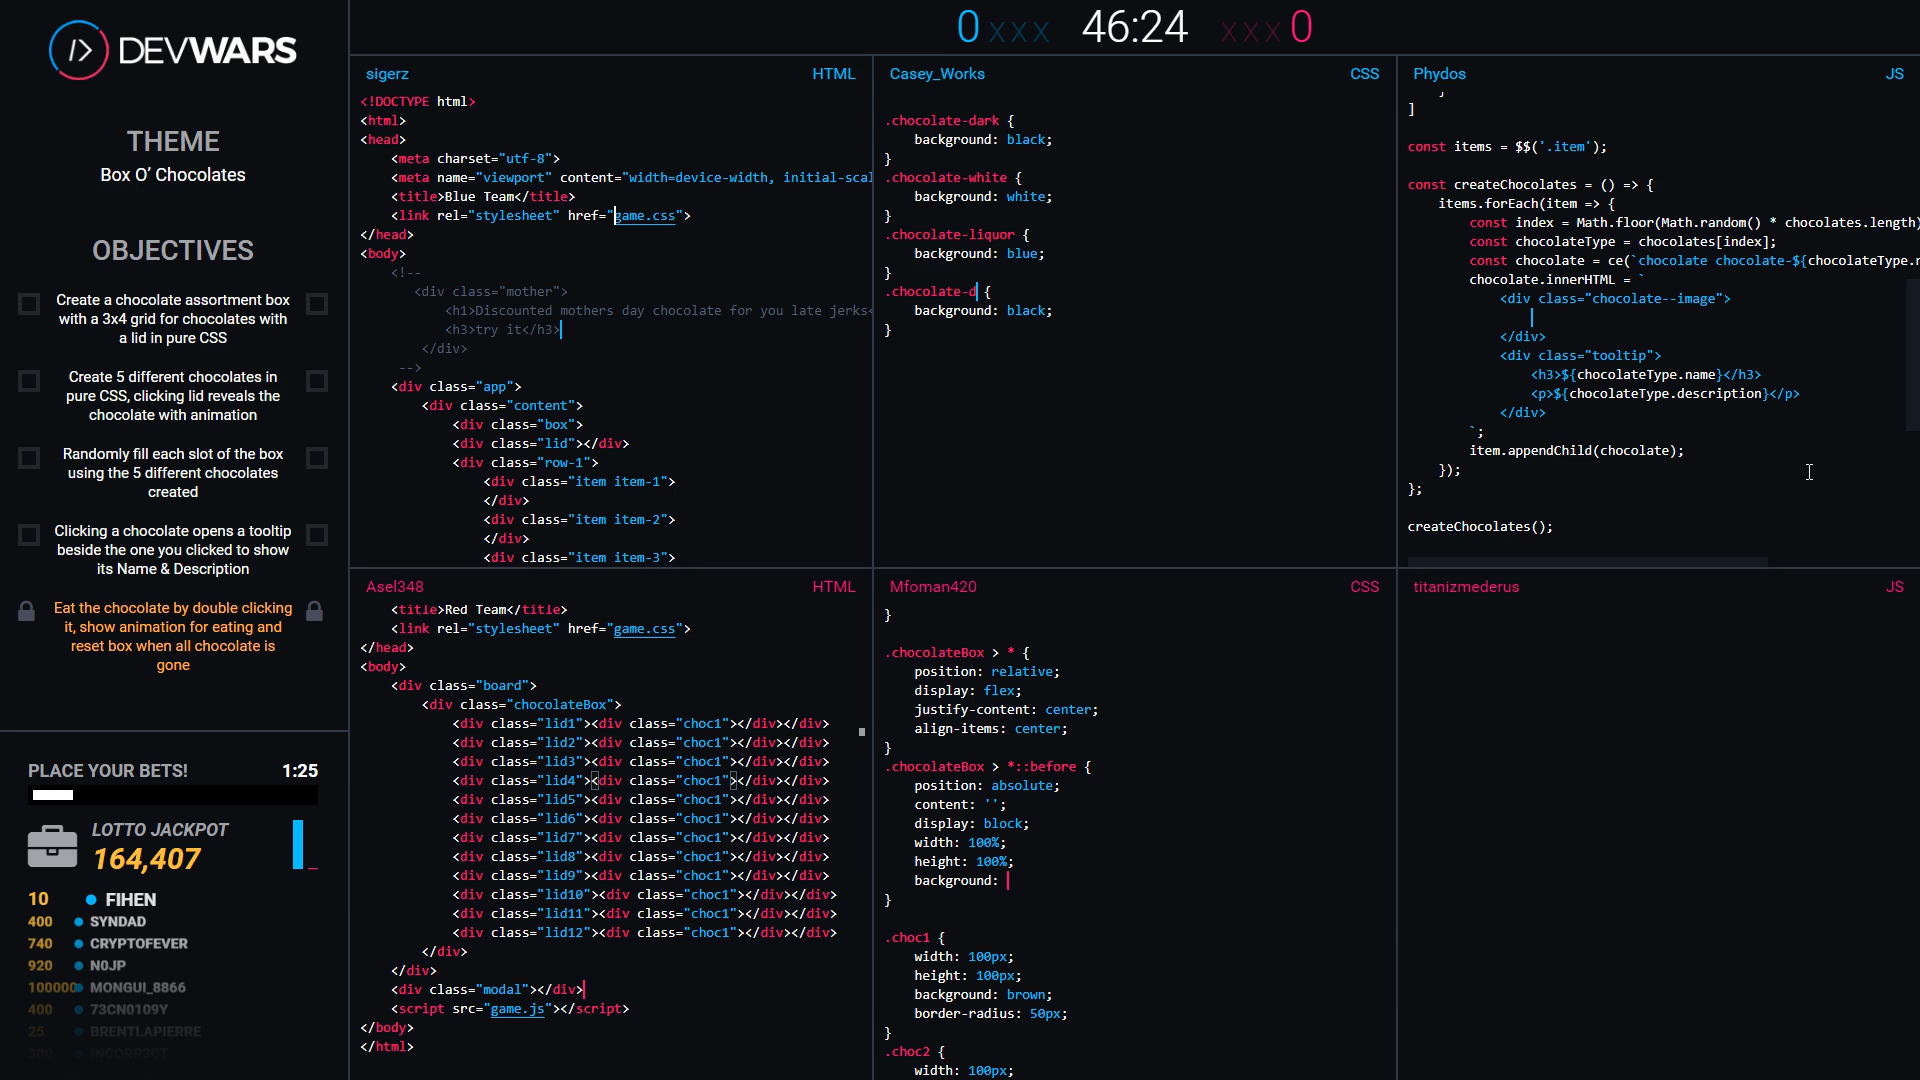 DEVWARS
THEME
Box O' Chocolates
OBJECTIVES
Create a chocolate assortment box
with a 3x4 grid for chocolates with
a lid in pure CSS
Create 5 different chocolates in
pure CSS, clicking lid reveals the
chocolate with animation
Randomly fill each slot of the box
using the 5 different chocolates
created
Clicking a chocolate opens a tooltip
beside the one you clicked to show
its Name & Description
Eat the chocolate by double clicking
it, show animation for eating and
reset box when all chocolate is
gone
PLACE YOUR BETS! 1:25
LOTTO JACKPOT
164,407
10 FIHEN
400 SYNDAD
740 CRYPTOFEVER
920 N0JP
100000 MONGUI_8866
400 73CN0109Y
25 BRENTLAPIERRE
300 INCORR3CT
0 XXX 46:24 XXX 0
sigerz HTML
<!DOCTYPE html>
<html>
<head>
<meta charset="utf-8">
<meta name="viewport" content="width=device-width, initial-scal
<title>Blue Team</title>
<link rel="stylesheet" href="game.css">
</head>
<body>
<!--
<div class="mother">
<h1>Discounted mothers day chocolate for you late jerks<
<h3>try it</h3>
</div>
-->
<div class="app">
<div class="content">
<div class="box">
<div class="lid"></div>
<div class="row-1">
<div class="item item-1">
</div>
<div class="item item-2">
</div>
<div class="item item-3">
Casey_Works CSS
.chocolate-dark {
background: black;
}
.chocolate-white {
background: white;
}
.chocolate-liquor {
background: blue;
}
.chocolate-d {
background: black;
}
Phydos JS
}
]
const items = $$('.item');
const createChocolates = () => {
items.forEach(item => {
const index = Math.floor(Math.random() * chocolates.length)
const chocolateType = chocolates[index];
const chocolate = ce(`chocolate chocolate-${chocolateType.n
chocolate.innerHTML = `
<div class="chocolate--image">
</div>
<div class="tooltip">
<h3>${chocolateType.name}</h3>
<p>${chocolateType.description}</p>
</div>
`;
item.appendChild(chocolate);
});
};
createChocolates();
Asel348 HTML
<title>Red Team</title>
<link rel="stylesheet" href="game.css">
</head>
<body>
<div class="board">
<div class="chocolateBox">
<div class="lid1"><div class="choc1"></div></div>
<div class="lid2"><div class="choc1"></div></div>
<div class="lid3"><div class="choc1"></div></div>
<div class="lid4"><div class="choc1"></div></div>
<div class="lid5"><div class="choc1"></div></div>
<div class="lid6"><div class="choc1"></div></div>
<div class="lid7"><div class="choc1"></div></div>
<div class="lid8"><div class="choc1"></div></div>
<div class="lid9"><div class="choc1"></div></div>
<div class="lid10"><div class="choc1"></div></div>
<div class="lid11"><div class="choc1"></div></div>
<div class="lid12"><div class="choc1"></div></div>
</div>
</div>
<div class="modal"></div>
<script src="game.js"></script>
</body>
</html>
Mfoman420 CSS
}
.chocolateBox > * {
position: relative;
display: flex;
justify-content: center;
align-items: center;
}
.chocolateBox > *::before {
position: absolute;
content: '';
display: block;
width: 100%;
height: 100%;
background:
}
.choc1 {
width: 100px;
height: 100px;
background: brown;
border-radius: 50px;
}
.choc2 {
width: 100px;
titanizmederus JS